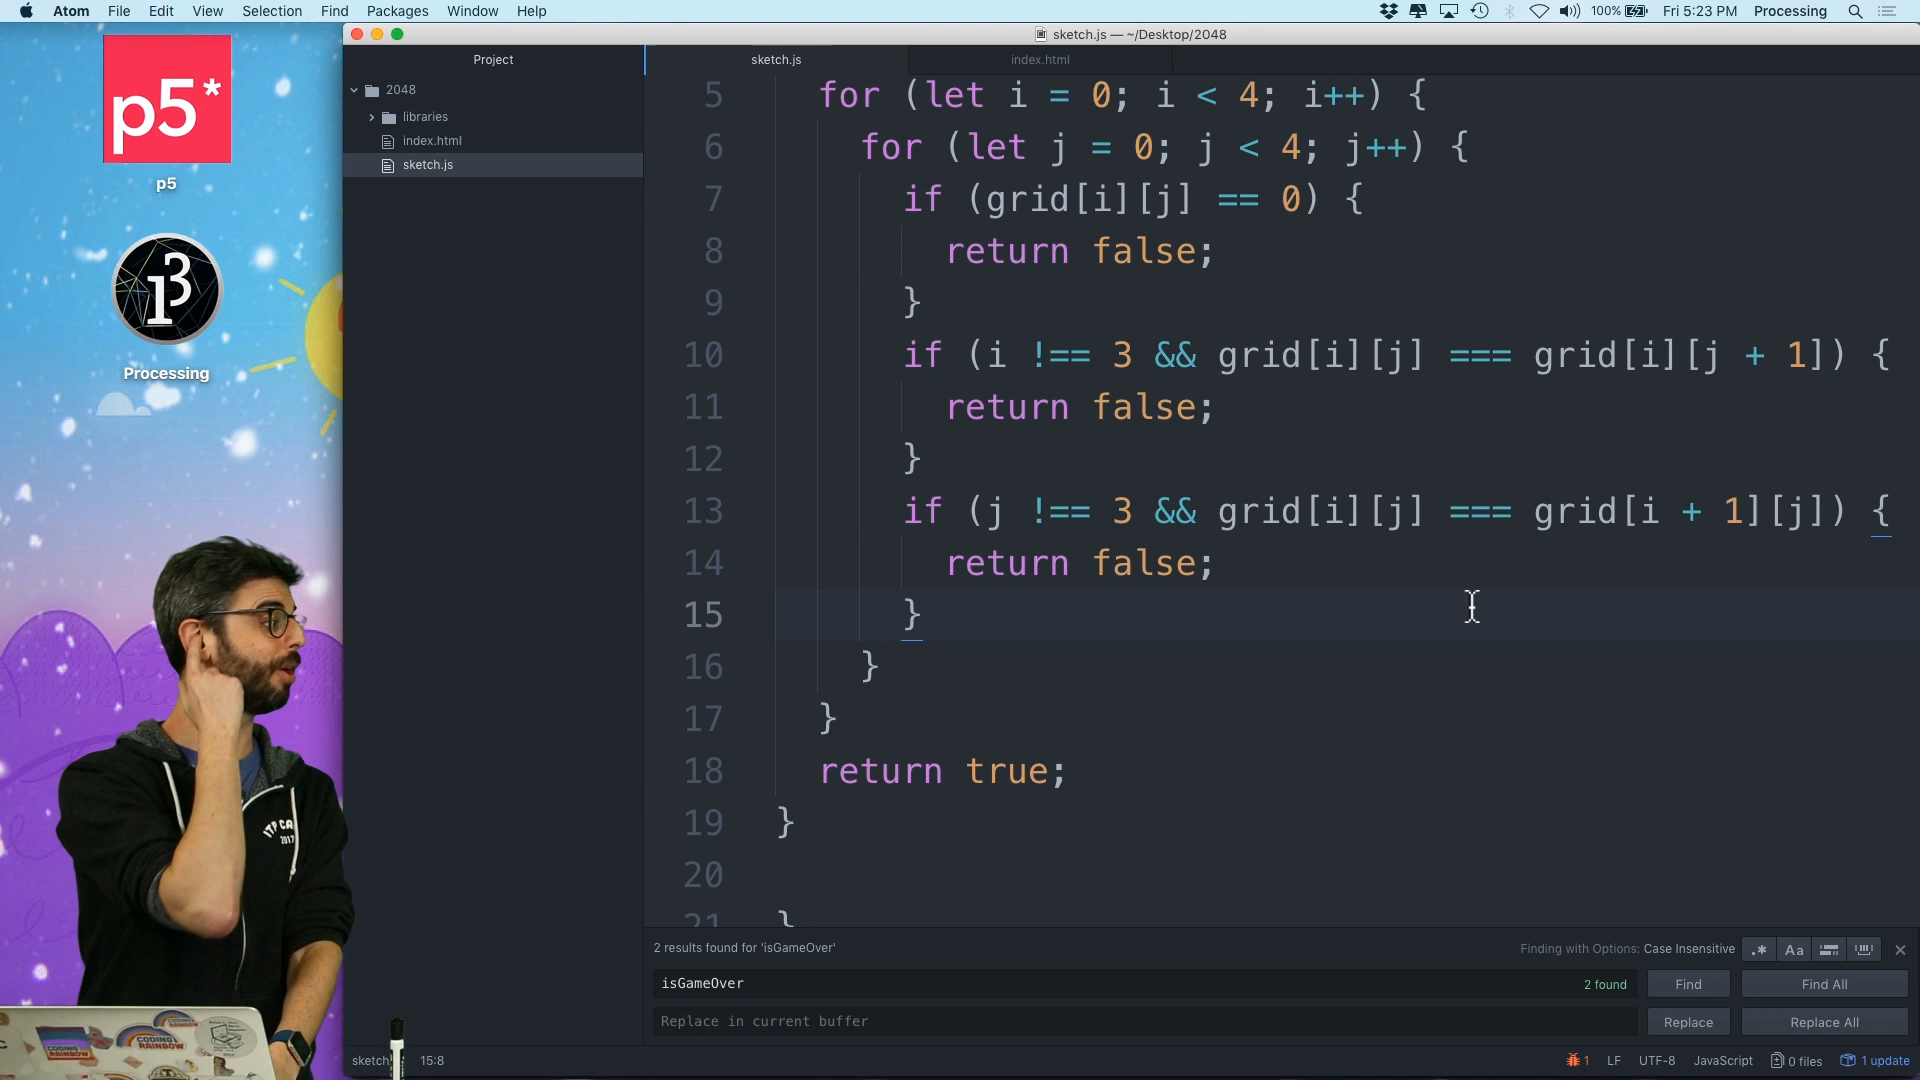 Atom File Edit View Selection Find Packages Window Help
100% Fri 5:23 PM Processing
p5*
p5
Processing
sketch.js — ~/Desktop/2048
Project
sketch.js
index.html
2048
libraries
index.html
sketch.js
5 for (let i = 0; i < 4; i++) {
6 for (let j = 0; j < 4; j++) {
7 if (grid[i][j] == 0) {
8 return false;
9 }
10 if (i !== 3 && grid[i][j] === grid[i][j + 1]) {
11 return false;
12 }
13 if (j !== 3 && grid[i][j] === grid[i + 1][j]) {
14 return false;
15 }
16 }
17 }
18 return true;
19 }
20
21 }
2 results found for 'isGameOver'
Finding with Options: Case Insensitive
.* Aa
isGameOver
2 found
Find
Find All
Replace in current buffer
Replace
Replace All
sketch
15:8
1 LF UTF-8 JavaScript 0 files 1 update
2017
CODING
RAINBOW